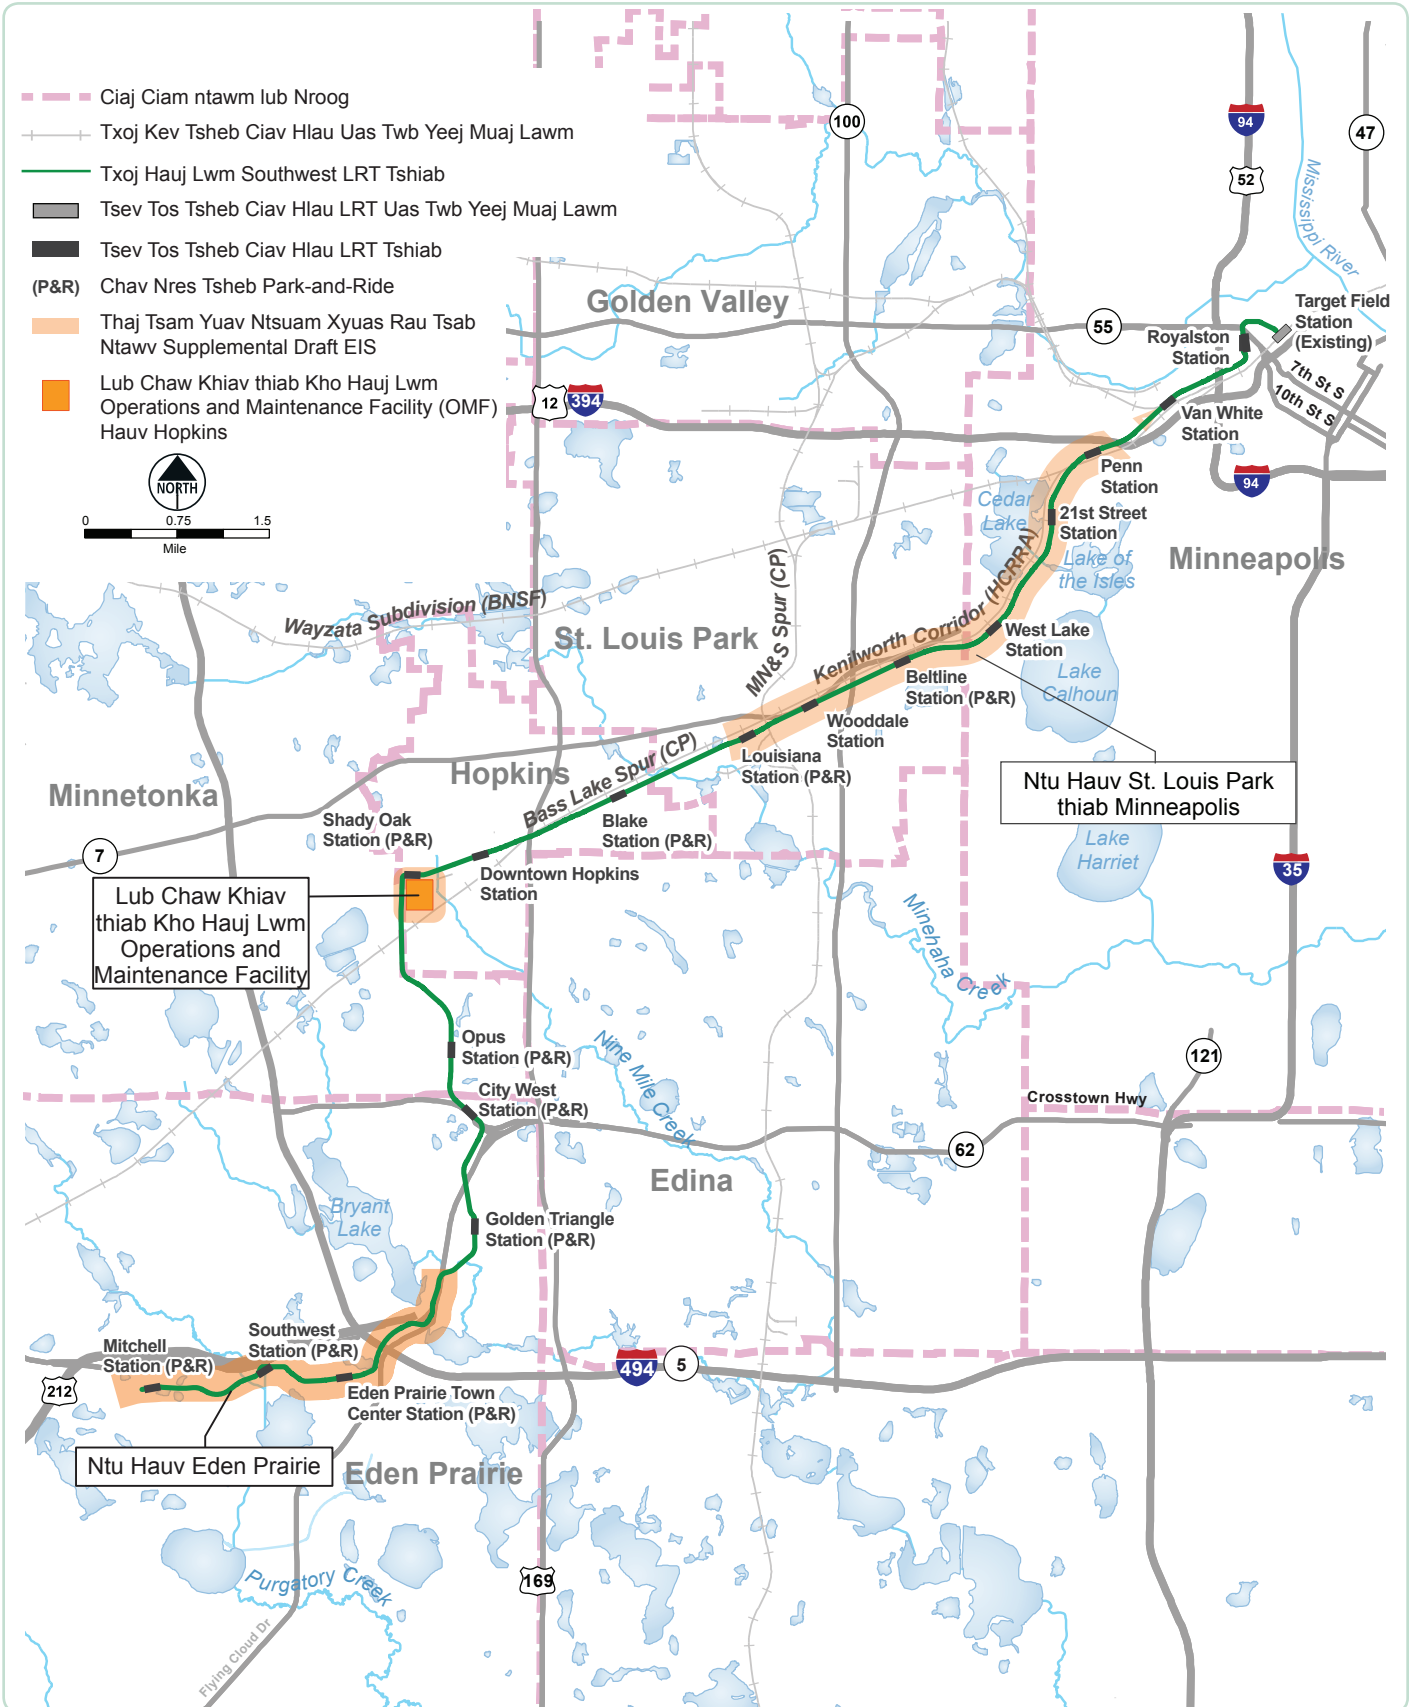 Ciaj Ciam ntawm lub Nroog
Txoj Kev Tsheb Ciav Hlau Uas Twb Yeej Muaj Lawm
Txoj Hauj Lwm Southwest LRT Tshiab
Tsev Tos Tsheb Ciav Hlau LRT Uas Twb Yeej Muaj Lawm
Tsev Tos Tsheb Ciav Hlau LRT Tshiab
(P&R) Chav Nres Tsheb Park-and-Ride
Thaj Tsam Yuav Ntsuam Xyuas Rau Tsab
Ntawv Supplemental Draft EIS
Lub Chaw Khiav thiab Kho Hauj Lwm
Operations and Maintenance Facility (OMF)
Hauv Hopkins
NORTH
0 0.75 1.5
Mile
100
94
47
52
Mississippi River
Golden Valley
55
Target Field
Station
(Existing)
Royalston
Station
7th St S
10th St S
12
394
Van White
Station
Penn
Station
94
Cedar
Lake
21st Street
Station
Lake of
the Isles
Minneapolis
Wayzata Subdivision (BNSF)
St. Louis Park
MN&S Spur (CP)
Kenilworth Corridor (HCRRA)
West Lake
Station
Lake
Calhoun
Beltline
Station (P&R)
Wooddale
Station
Louisiana
Station (P&R)
Ntu Hauv St. Louis Park
thiab Minneapolis
Hopkins
Bass Lake Spur (CP)
Minnetonka
Shady Oak
Station (P&R)
Blake
Station (P&R)
7
Lake
Harriet
35
Downtown Hopkins
Station
Lub Chaw Khiav
thiab Kho Hauj Lwm
Operations and
Maintenance Facility
Minehaha Creek
Opus
Station (P&R)
Nine Mile Creek
121
City West
Station (P&R)
Crosstown Hwy
62
Edina
Bryant
Lake
Golden Triangle
Station (P&R)
Mitchell
Station (P&R)
Southwest
Station (P&R)
494
5
212
Eden Prairie Town
Center Station (P&R)
Ntu Hauv Eden Prairie
Eden Prairie
Purgatory Creek
169
Flying Cloud Dr